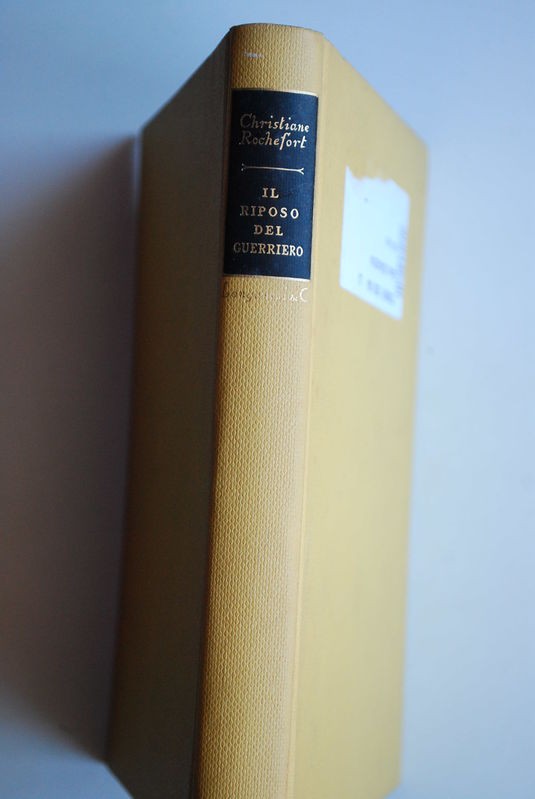 Christiane
Rochefort
IL
RIPOSO
DEL
GUERRIERO